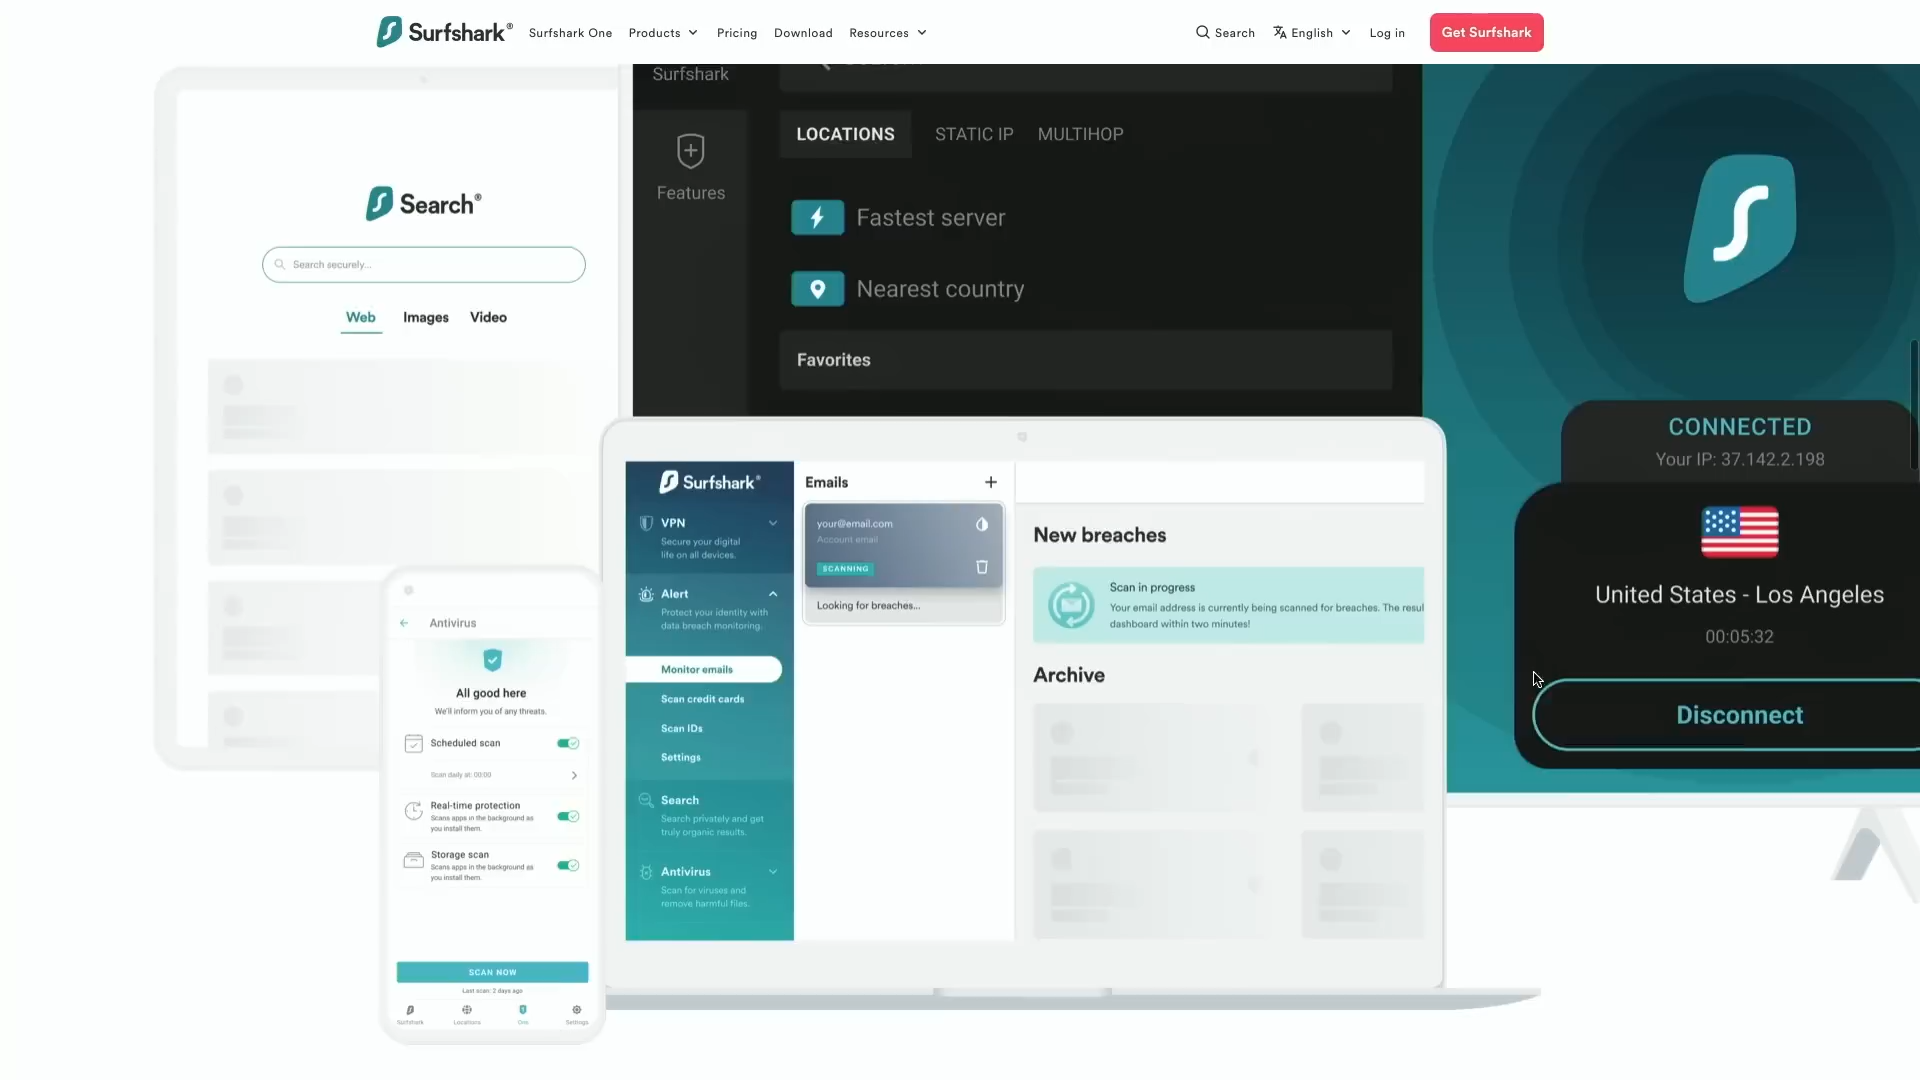 Surfshark®
Surfshark One
Products
Pricing
Download
Resources
Search
English
Log in
Get Surfshark
Search®
Search securely...
Web
Images
Video
Surfshark
Features
LOCATIONS
STATIC IP
MULTIHOP
Fastest server
Nearest country
Favorites
CONNECTED
Your IP: 37.142.2.198
United States - Los Angeles
00:05:32
Disconnect
Surfshark®
VPN
Secure your digital
life on all devices.
Alert
Protect your identity with
data breach monitoring.
Monitor emails
Scan credit cards
Scan IDs
Settings
Search
Search privately and get
truly organic results.
Antivirus
Scan for viruses and
remove harmful files.
Emails
your@email.com
Account email
SCANNING
Looking for breaches...
New breaches
Scan in progress
Your email address is currently being scanned for breaches. The resul
dashboard within two minutes!
Archive
Antivirus
All good here
We'll inform you of any threats.
Scheduled scan
Scan daily at: 00:00
Real-time protection
Scans apps in the background as
you install them.
Storage scan
Scans apps in the background as
you install them.
SCAN NOW
Last scan: 2 days ago
Surfshark
Locations
One
Settings